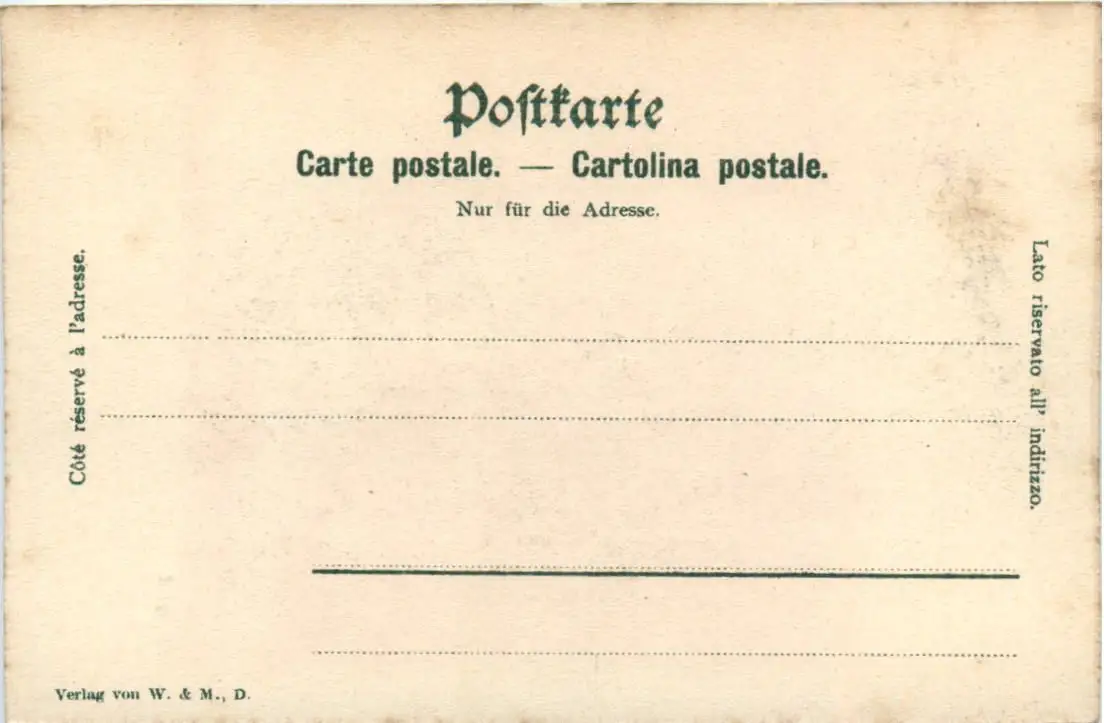 Poſtkarte
Carte postale. — Cartolina postale.
Nur für die Adresse.
Côté réservé à l'adresse.
Lato riservato all' indirizzo.
Verlag von W. & M., D.